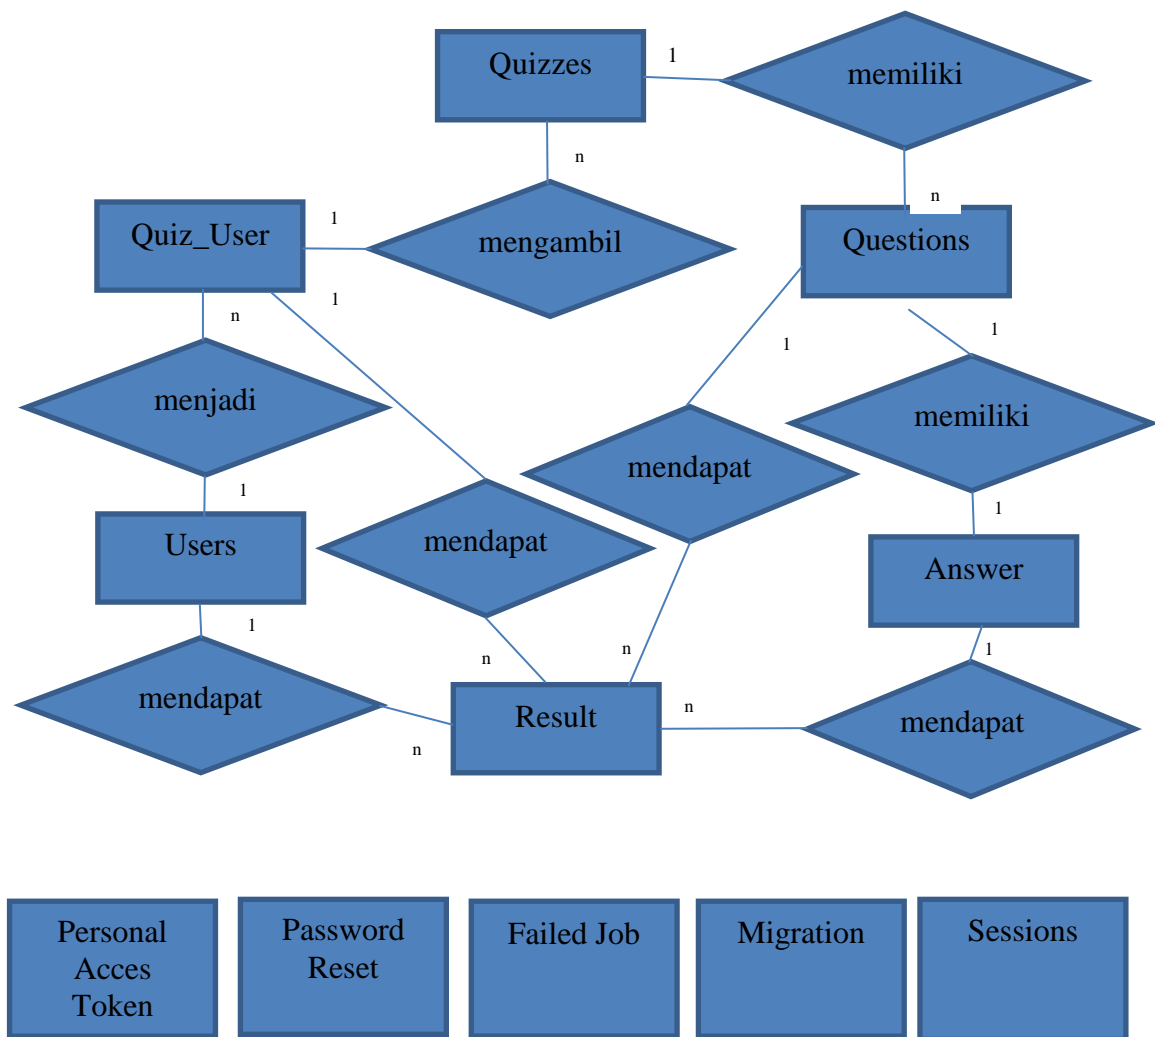 Quizzes
1
memiliki
n
n
Quiz_User
1
mengambil
Questions
n
1
1
1
menjadi
memiliki
mendapat
1
1
Users
mendapat
Answer
1
1
n
n
mendapat
Result
n
mendapat
n
Personal
Acces
Token
Password
Reset
Failed Job
Migration
Sessions